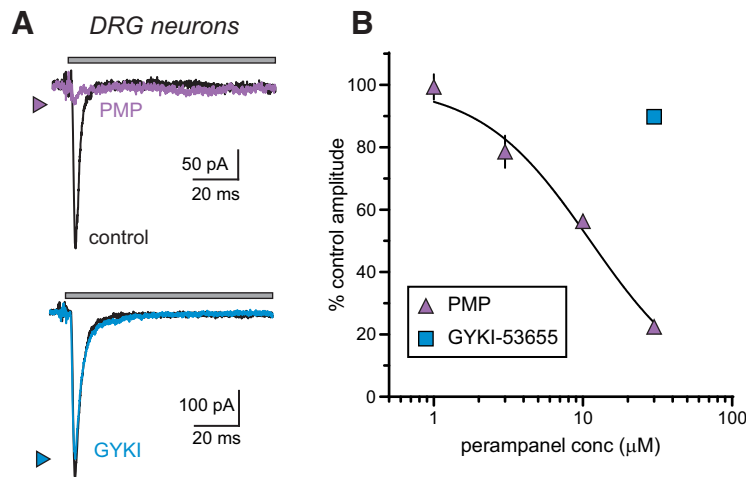 A
DRG neurons
PMP
50 pA
20 ms
control
100 pA
20 ms
GYKI
B
% control amplitude
100
80
60
40
20
0
PMP
GYKI-53655
1
10
100
perampanel conc (μM)